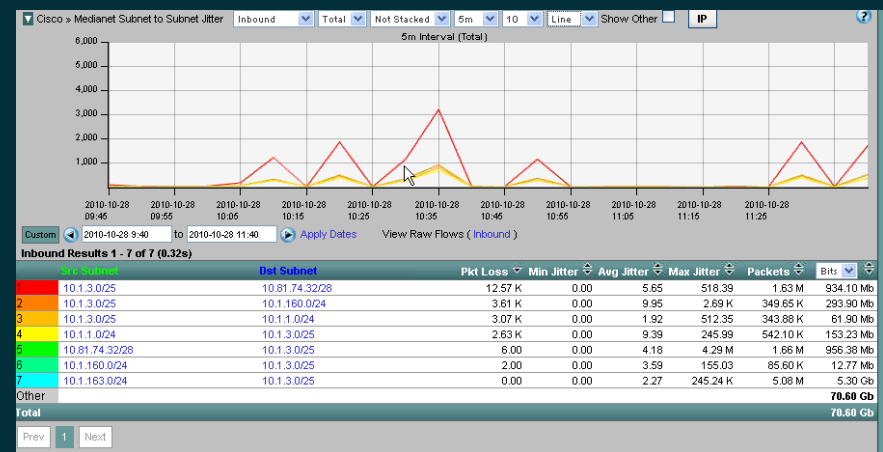 Cisco » Medianet Subnet to Subnet Jitter Inbound Total Not Stacked 5m 10 Line Show Other IP ?
5m Interval (Total)
6,000
5,000
4,000
3,000
2,000
1,000
2010-10-28 2010-10-28 2010-10-28 2010-10-28 2010-10-28 2010-10-28 2010-10-28 2010-10-28 2010-10-28 2010-10-28 2010-10-28
09:45 09:55 10:05 10:15 10:25 10:35 10:45 10:55 11:05 11:15 11:25
Custom 2010-10-28 9:40 to 2010-10-28 11:40 Apply Dates View Raw Flows ( Inbound )
Inbound Results 1 - 7 of 7 (0.32s)
Src Subnet Dst Subnet Pkt Loss Min Jitter Avg Jitter Max Jitter Packets Bits
1 10.1.3.0/25 10.81.74.32/28 12.57 K 0.00 5.65 518.39 1.63 M 934.10 Mb
2 10.1.3.0/25 10.1.160.0/24 3.61 K 0.00 9.95 2.69 K 349.65 K 293.90 Mb
3 10.1.3.0/25 10.1.1.0/24 3.07 K 0.00 1.92 512.35 343.88 K 61.90 Mb
4 10.1.1.0/24 10.1.3.0/25 2.63 K 0.00 9.39 245.99 542.10 K 153.23 Mb
5 10.81.74.32/28 10.1.3.0/25 6.00 0.00 4.18 4.29 M 1.66 M 956.38 Mb
6 10.1.160.0/24 10.1.3.0/25 2.00 0.00 3.59 155.03 85.60 K 12.77 Mb
7 10.1.163.0/24 10.1.3.0/25 0.00 0.00 2.27 245.24 K 5.08 M 5.30 Gb
Other 70.60 Gb
Total 70.60 Gb
Prev 1 Next